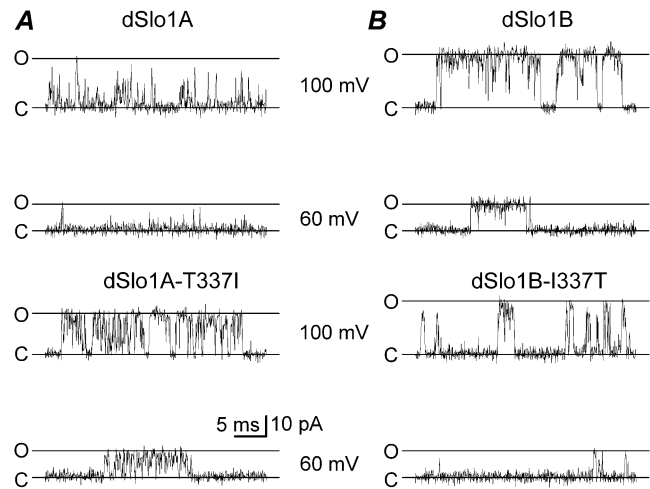 A
dSlo1A
B
dSlo1B
O
C
100 mV
O
C
O
C
60 mV
O
C
dSlo1A-T337I
dSlo1B-I337T
O
C
100 mV
O
C
5 ms
10 pA
O
C
60 mV
O
C